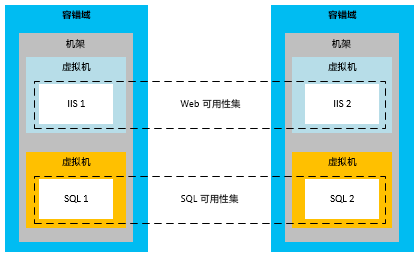 容错域
容错域
机架
机架
虚拟机
虚拟机
IIS 1
Web 可用性集
IIS 2
虚拟机
虚拟机
SQL 1
SQL 可用性集
SQL 2